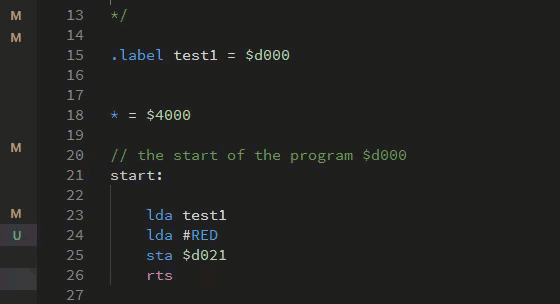 M 13 */
M 14
15 .label test1 = $d000
16
17
18 * = $4000
19
M 20 // the start of the program $d000
21 start:
22
M 23 lda test1
U 24 lda #RED
25 sta $d021
26 rts
27